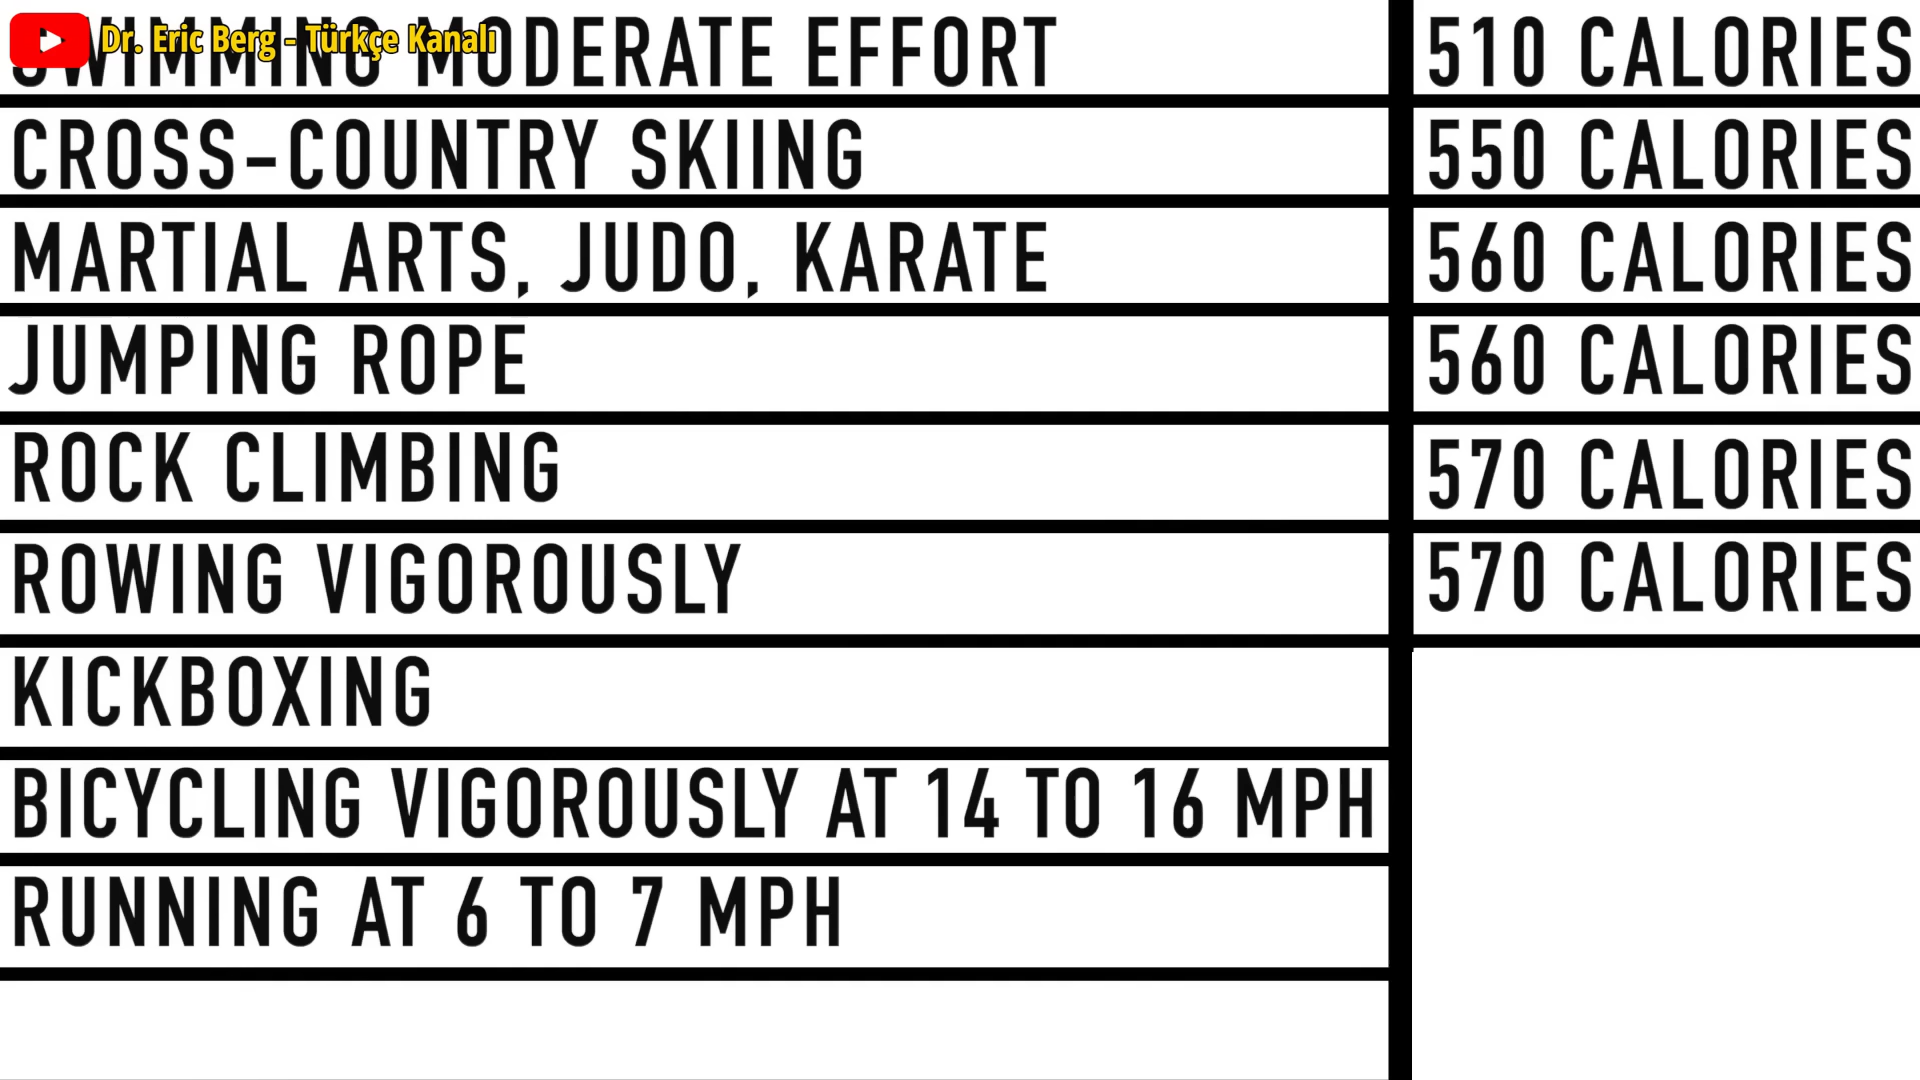 Dr. Eric Berg - Türkçe Kanalı
SWIMMING MODERATE EFFORT 510 CALORIES
CROSS-COUNTRY SKIING 550 CALORIES
MARTIAL ARTS, JUDO, KARATE 560 CALORIES
JUMPING ROPE 560 CALORIES
ROCK CLIMBING 570 CALORIES
ROWING VIGOROUSLY 570 CALORIES
KICKBOXING
BICYCLING VIGOROUSLY AT 14 TO 16 MPH
RUNNING AT 6 TO 7 MPH